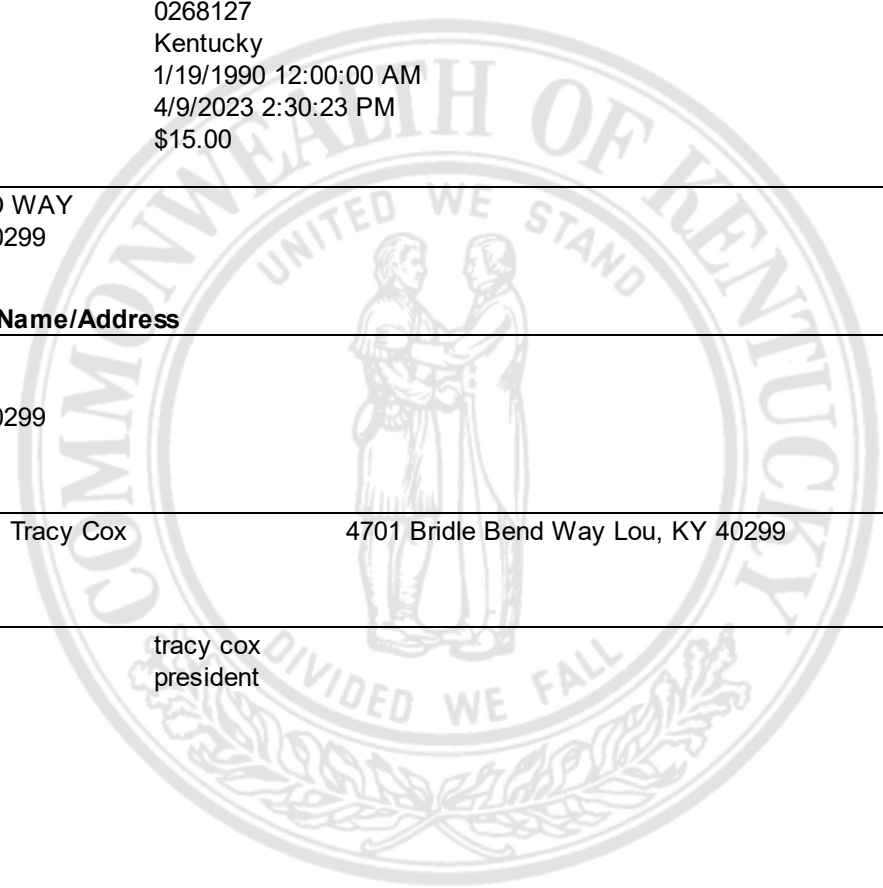 0268127
Kentucky
1/19/1990 12:00:00 AM
4/9/2023 2:30:23 PM
$15.00
WAY
0299
Name/Address
0299
Tracy Cox 4701 Bridle Bend Way Lou, KY 40299
tracy cox
president
COMMONWEALTH OF KENTUCKY
UNITED WE STAND
DIVIDED WE FALL